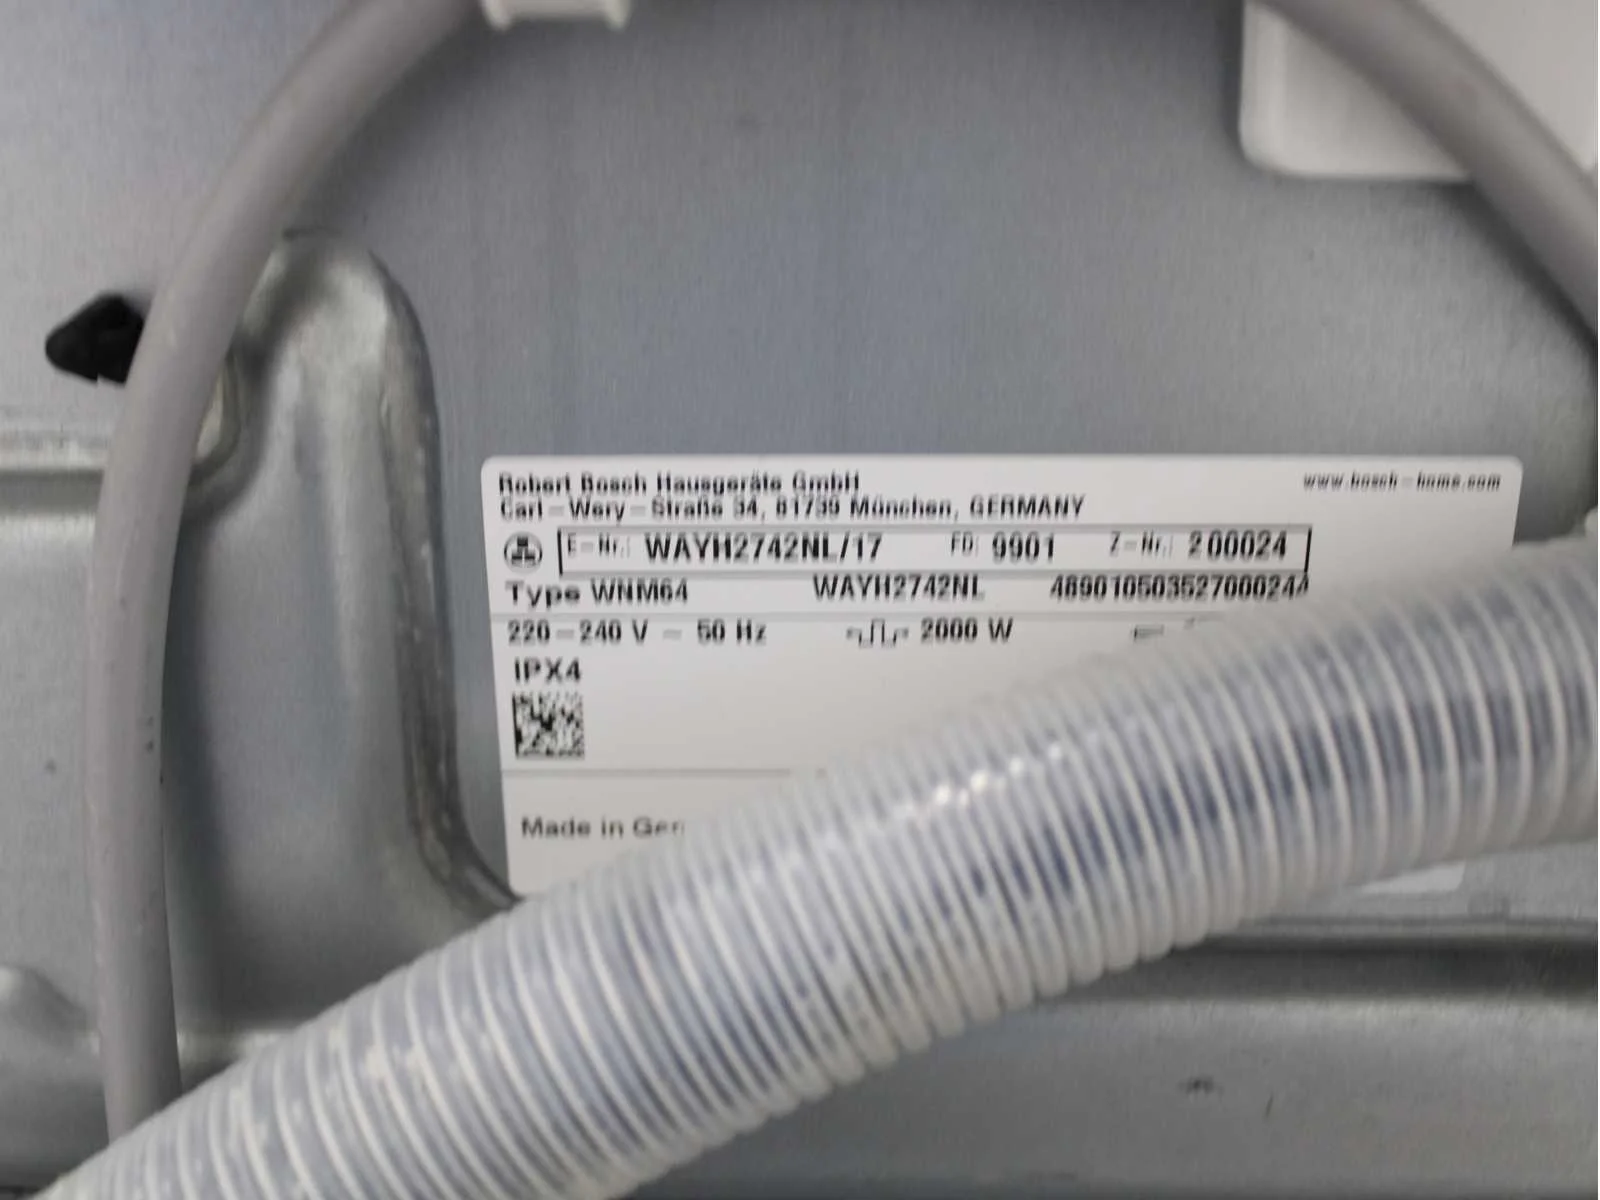 Robert Bosch Hausgeräte GmbH
www.bosch-home.com
Carl-Wery-Straße 34, 81739 München, GERMANY
E-Nr.: WAYH2742NL/17 FD: 9901 Z-Nr.: 200024
Type WNM64 WAYH2742NL 489010503527000244
220-240 V ~ 50 Hz 2000 W
IPX4
Made in Ger